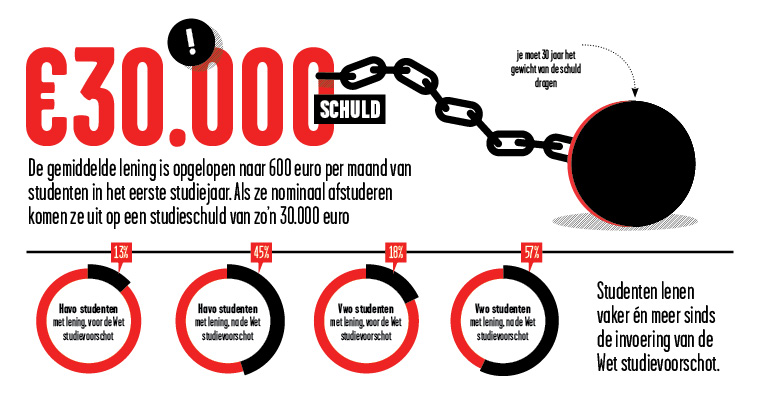 !
€30.000
SCHULD
je moet 30 jaar het
gewicht van de schuld
dragen
De gemiddelde lening is opgelopen naar 600 euro per maand van
studenten in het eerste studiejaar. Als ze nominaal afstuderen
komen ze uit op een studieschuld van zo'n 30.000 euro
13%
Havo studenten
met lening, voor de Wet
studievoorschot
45%
Havo studenten
met lening, na de Wet
studievoorschot
18%
Vwo studenten
met lening, voor de Wet
studievoorschot
57%
Vwo studenten
met lening, na de Wet
studievoorschot
Studenten lenen
vaker én meer sinds
de invoering van de
Wet studievoorschot.